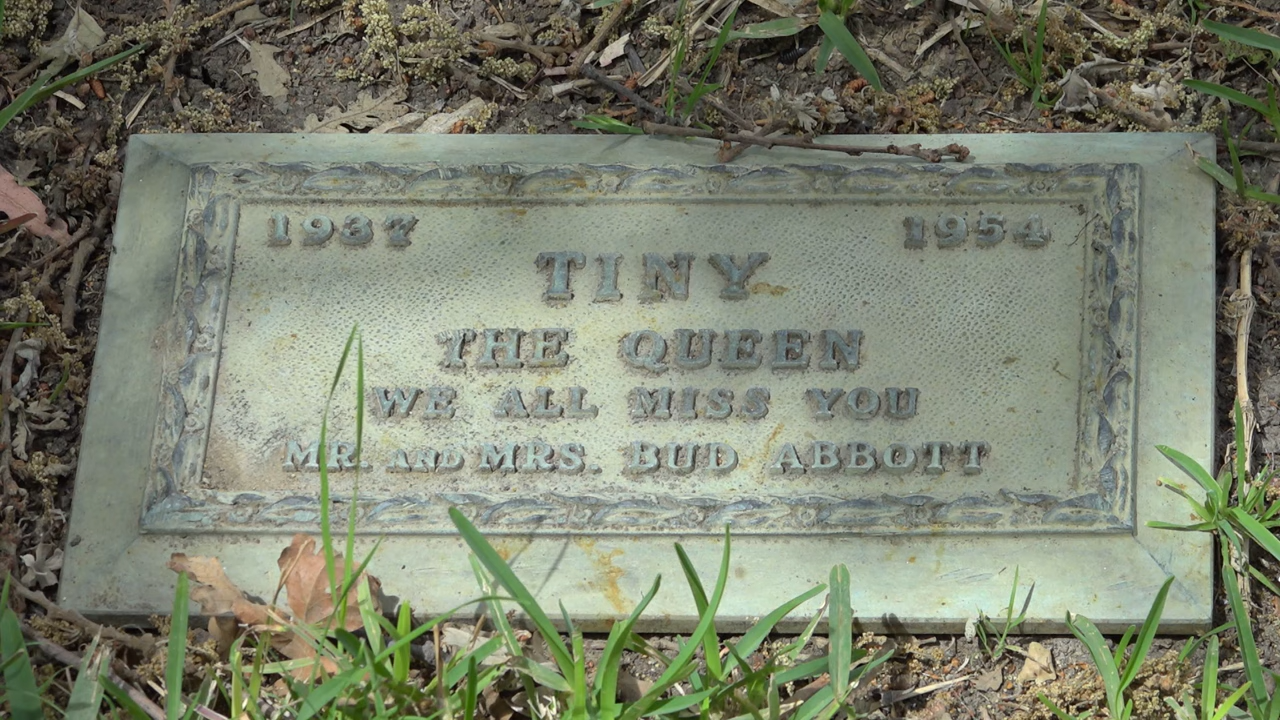 1937 1954
TINY
THE QUEEN
WE ALL MISS YOU
MR. AND MRS. BUD ABBOTT